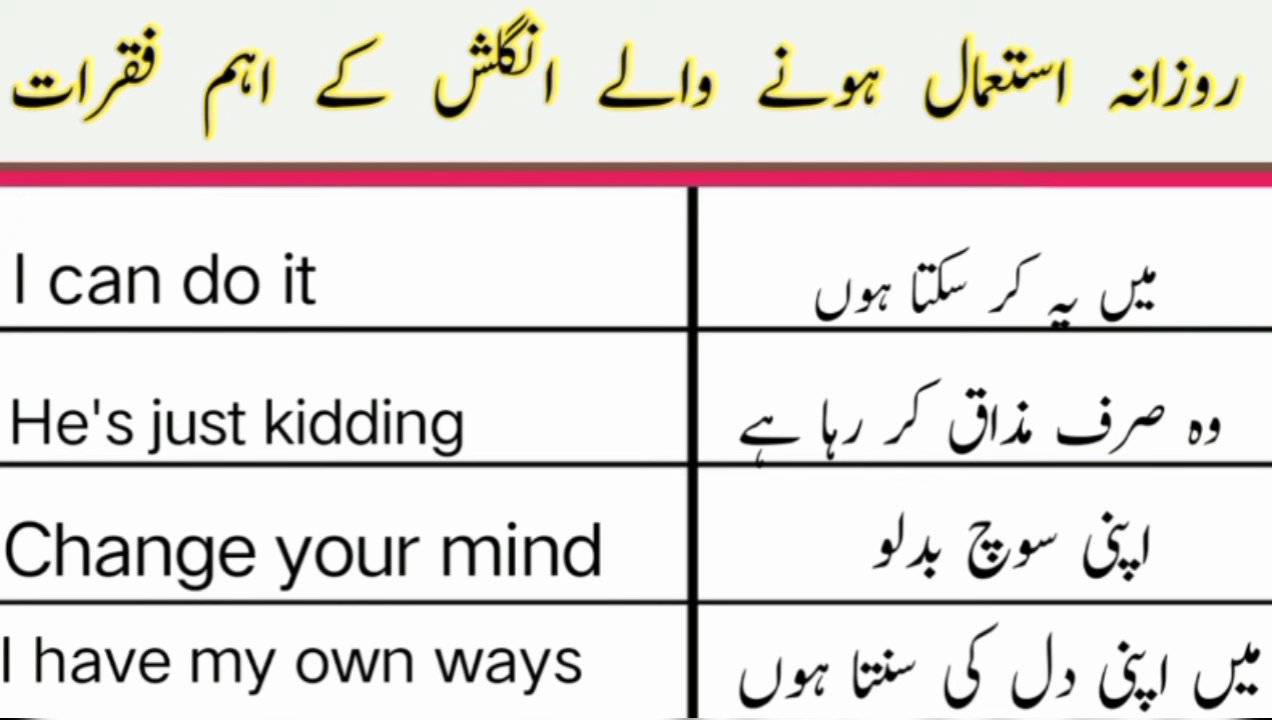 روزانہ استعمال ہونے والے انگلش کے اہم فقرات
I can do it
میں یہ کر سکتا ہوں
He's just kidding
وہ صرف مذاق کر رہا ہے
Change your mind
اپنی سوچ بدلو
I have my own ways
میں اپنی دل کی سنتا ہوں